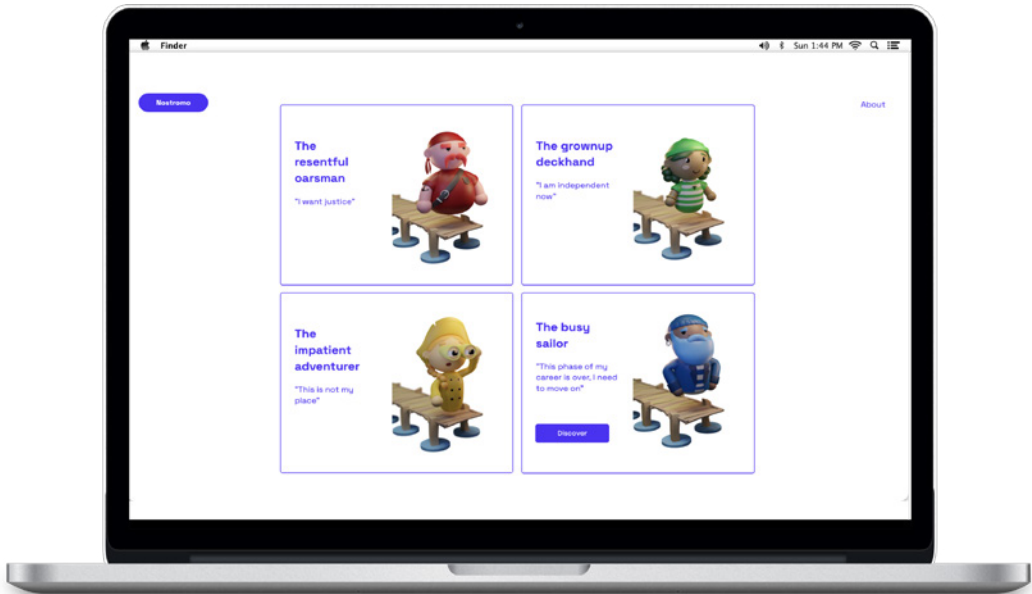 Finder
Sun 1:44 PM
Nostromo
About
The
resentful
oarsman
"I want justice"
The grownup
deckhand
"I am independent
now"
The
impatient
adventurer
"This is not my
place"
The busy
sailor
"This phase of my
career is over, I need
to move on"
Discover